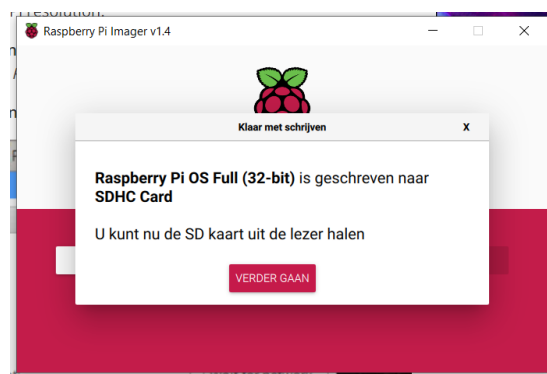 resolution.
Raspberry Pi Imager v1.4
Klaar met schrijven
X
Raspberry Pi OS Full (32-bit) is geschreven naar
SDHC Card
U kunt nu de SD kaart uit de lezer halen
VERDER GAAN